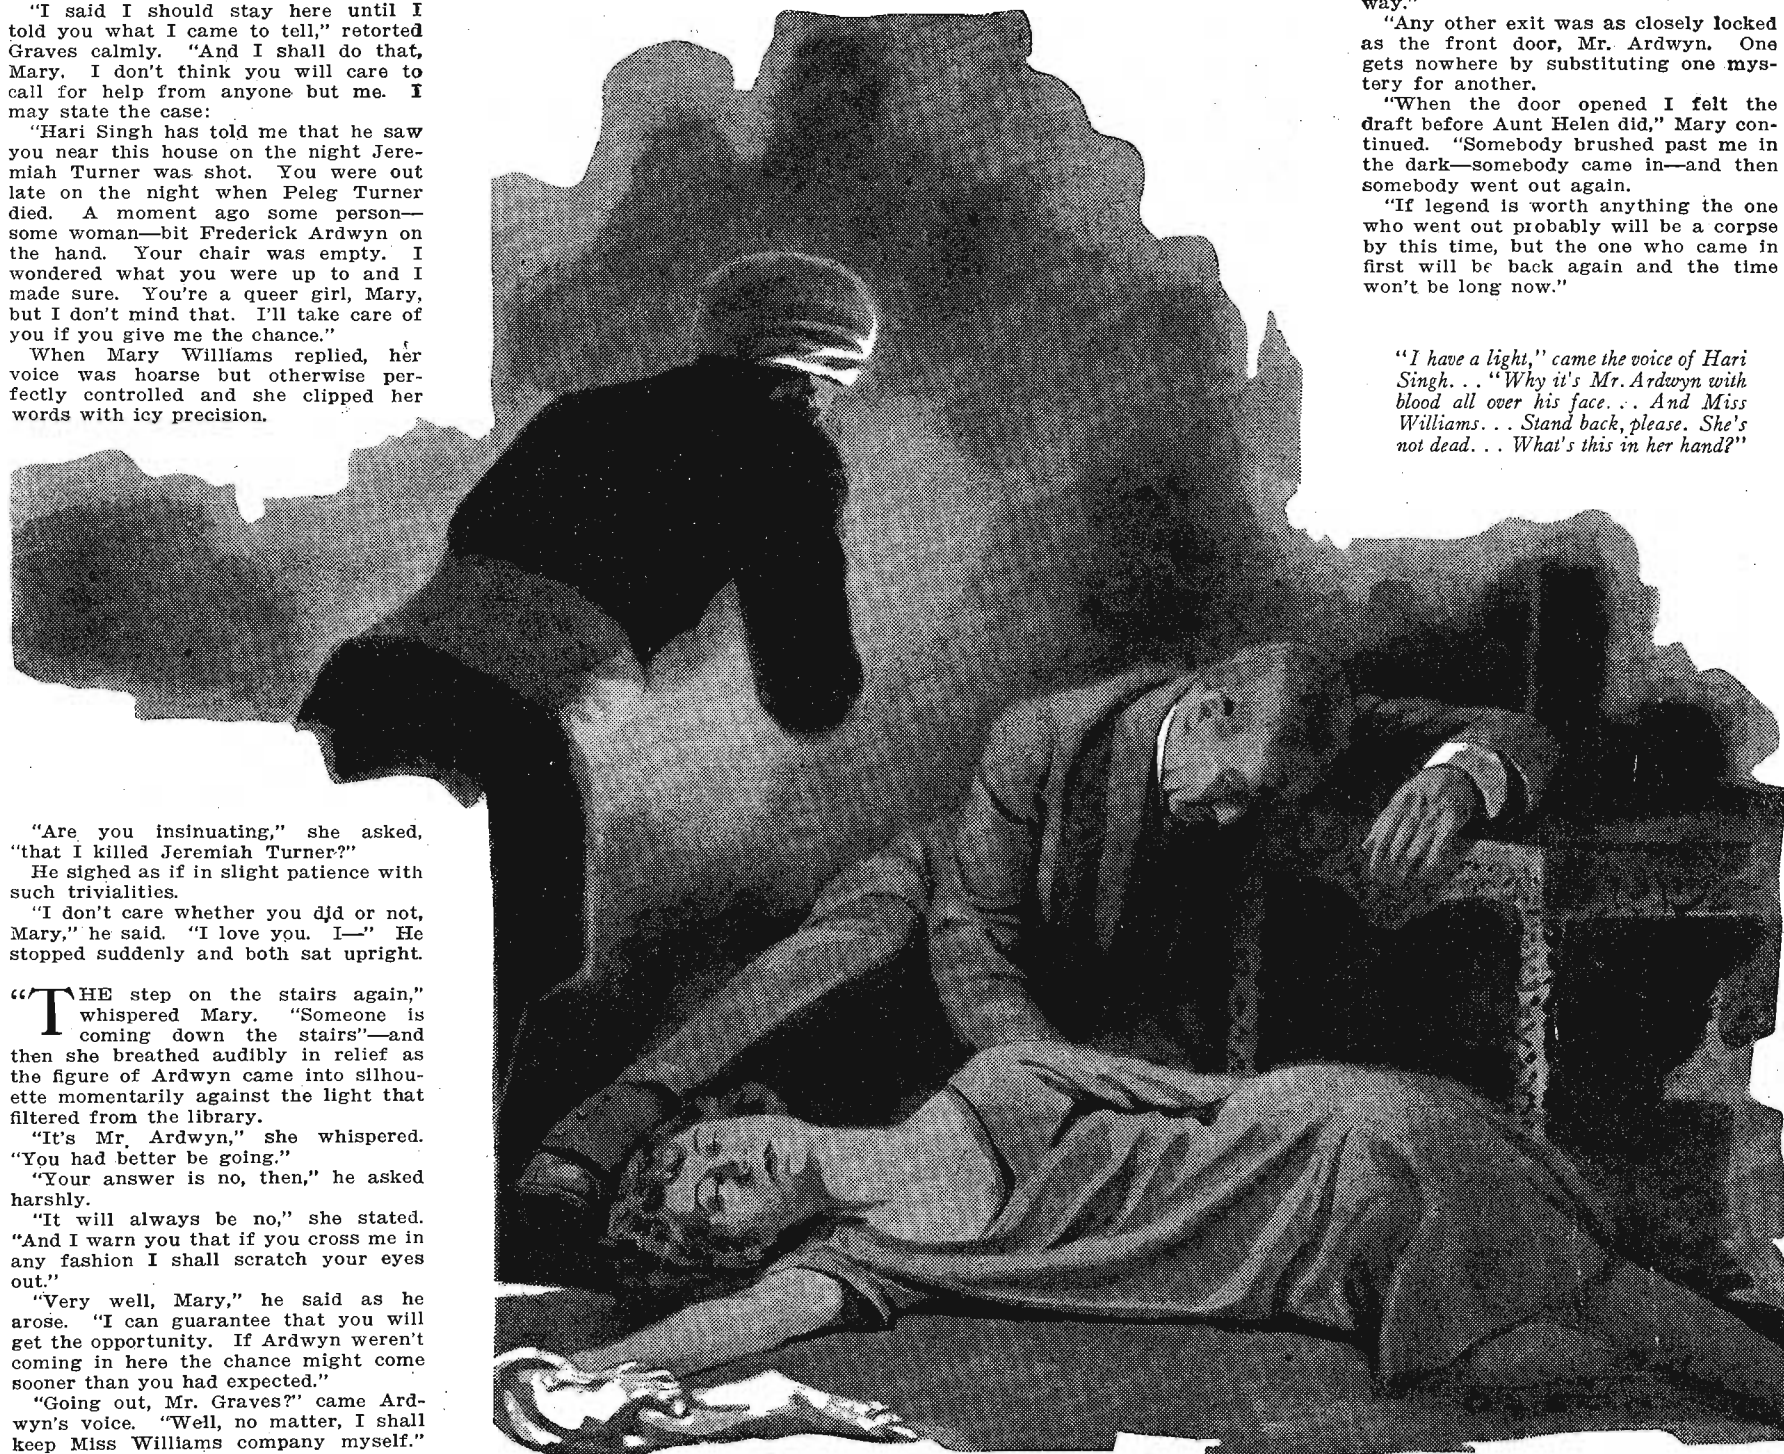 "I said I should stay here until I
told you what I came to tell," retorted
Graves calmly. "And I shall do that,
Mary. I don't think you will care to
call for help from anyone but me. I
may state the case:
"Hari Singh has told me that he saw
you near this house on the night Jere-
miah Turner was shot. You were out
late on the night when Peleg Turner
died. A moment ago some person—
some woman—bit Frederick Ardwyn on
the hand. Your chair was empty. I
wondered what you were up to and I
made sure. You're a queer girl, Mary,
but I don't mind that. I'll take care of
you if you give me the chance."
When Mary Williams replied, her
voice was hoarse but otherwise per-
fectly controlled and she clipped her
words with icy precision.
"Are you insinuating," she asked,
"that I killed Jeremiah Turner?"
He sighed as if in slight patience with
such trivialities.
"I don't care whether you did or not,
Mary," he said. "I love you. I—" He
stopped suddenly and both sat upright.
"THE step on the stairs again,"
whispered Mary. "Someone is
coming down the stairs"—and
then she breathed audibly in relief as
the figure of Ardwyn came into silhou-
ette momentarily against the light that
filtered from the library.
"It's Mr. Ardwyn," she whispered.
"You had better be going."
"Your answer is no, then," he asked
harshly.
"It will always be no," she stated.
"And I warn you that if you cross me in
any fashion I shall scratch your eyes
out."
"Very well, Mary," he said as he
arose. "I can guarantee that you will
get the opportunity. If Ardwyn weren't
coming in here the chance might come
sooner than you had expected."
"Going out, Mr. Graves?" came Ard-
wyn's voice. "Well, no matter, I shall
keep Miss Williams company myself."
way."
"Any other exit was as closely locked
as the front door, Mr. Ardwyn. One
gets nowhere by substituting one mys-
tery for another.
"When the door opened I felt the
draft before Aunt Helen did," Mary con-
tinued. "Somebody brushed past me in
the dark—somebody came in—and then
somebody went out again.
"If legend is worth anything the one
who went out probably will be a corpse
by this time, but the one who came in
first will be back again and the time
won't be long now."
"I have a light," came the voice of Hari
Singh. . . "Why it's Mr. Ardwyn with
blood all over his face. . . And Miss
Williams. . . Stand back, please. She's
not dead. . . What's this in her hand?"